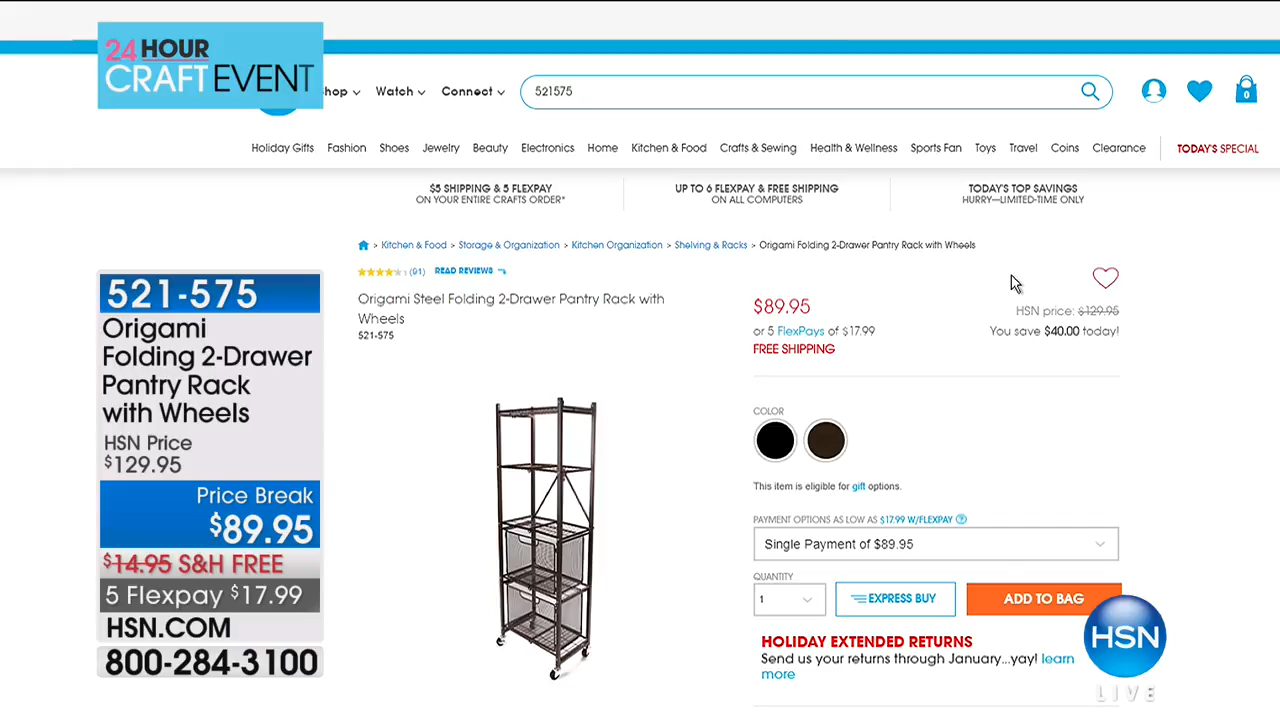 24 HOUR
CRAFT EVENT
hop
Watch
Connect
521575
0
Holiday Gifts
Fashion
Shoes
Jewelry
Beauty
Electronics
Home
Kitchen & Food
Crafts & Sewing
Health & Wellness
Sports Fan
Toys
Travel
Coins
Clearance
TODAY'S SPECIAL
$5 SHIPPING & 5 FLEXPAY
ON YOUR ENTIRE CRAFTS ORDER*
UP TO 6 FLEXPAY & FREE SHIPPING
ON ALL COMPUTERS
TODAY'S TOP SAVINGS
HURRY—LIMITED-TIME ONLY
> Kitchen & Food > Storage & Organization > Kitchen Organization > Shelving & Racks > Origami Folding 2-Drawer Pantry Rack with Wheels
(91) READ REVIEWS
Origami Steel Folding 2-Drawer Pantry Rack with
Wheels
521-575
$89.95
or 5 FlexPays of $17.99
FREE SHIPPING
HSN price: $129.95
You save $40.00 today!
COLOR
This item is eligible for gift options.
PAYMENT OPTIONS AS LOW AS $17.99 W/FLEXPAY ?
Single Payment of $89.95
QUANTITY
1
EXPRESS BUY
ADD TO BAG
HOLIDAY EXTENDED RETURNS
Send us your returns through January...yay! learn
more
521-575
Origami
Folding 2-Drawer
Pantry Rack
with Wheels
HSN Price
$129.95
Price Break
$89.95
$14.95 S&H FREE
5 Flexpay $17.99
HSN.COM
800-284-3100
HSN
LIVE